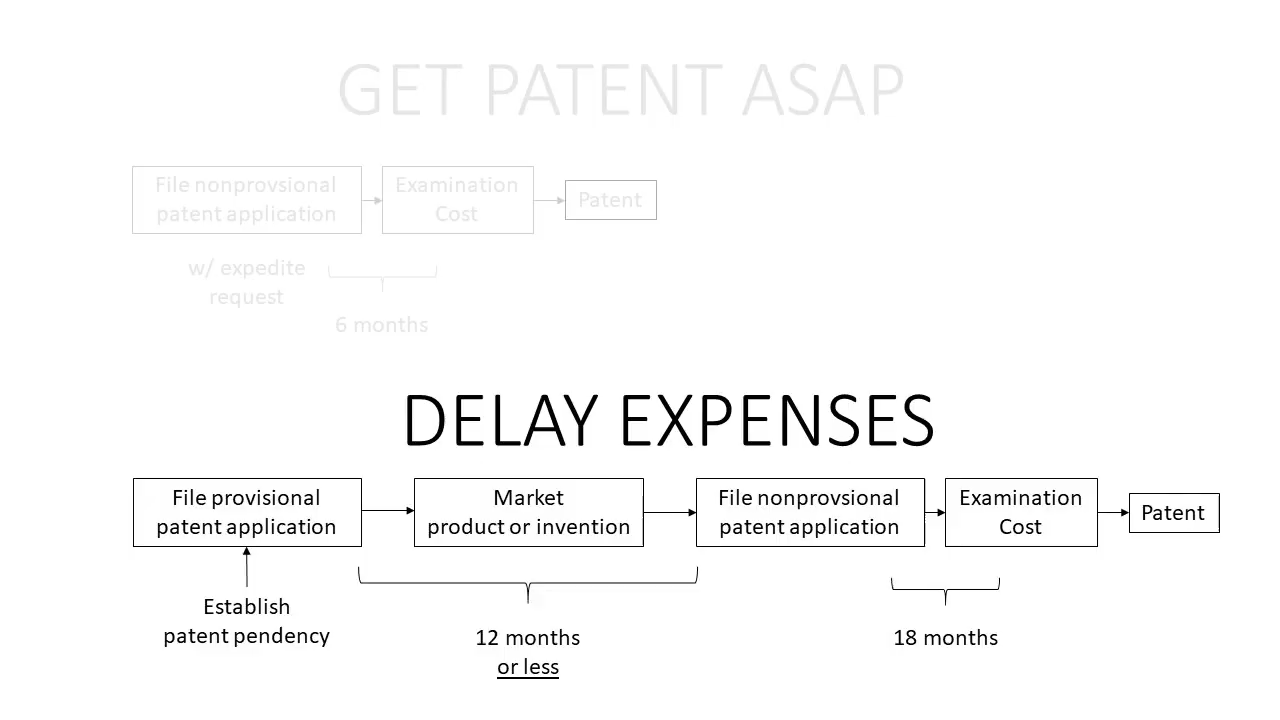 GET PATENT ASAP
File nonprovsional
patent application
Examination
Cost
Patent
w/ expedite
request
6 months
DELAY EXPENSES
File provisional
patent application
Market
product or invention
File nonprovsional
patent application
Examination
Cost
Patent
Establish
patent pendency
12 months
or less
18 months